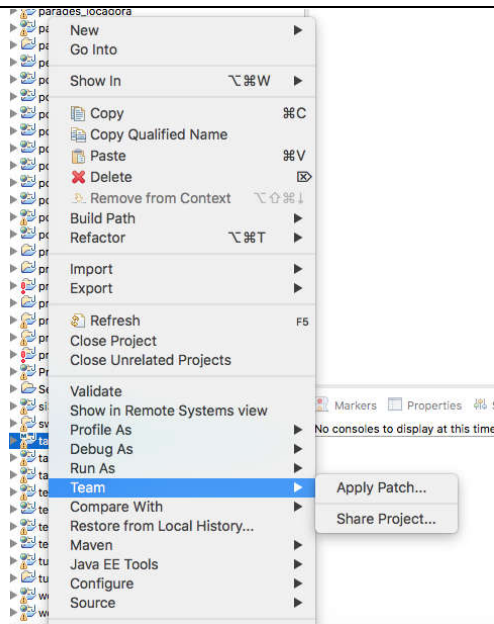 parades_locadora
New
Go Into
Show In ⌥⌘W
Copy ⌘C
Copy Qualified Name
Paste ⌘V
Delete ⌦
Remove from Context ⌥⇧⌘↓
Build Path
Refactor ⌥⌘T
Import
Export
Refresh F5
Close Project
Close Unrelated Projects
Validate
Show in Remote Systems view
Profile As
Debug As
Run As
Team
Compare With
Restore from Local History...
Maven
Java EE Tools
Configure
Source
Apply Patch...
Share Project...
Markers Properties
No consoles to display at this time